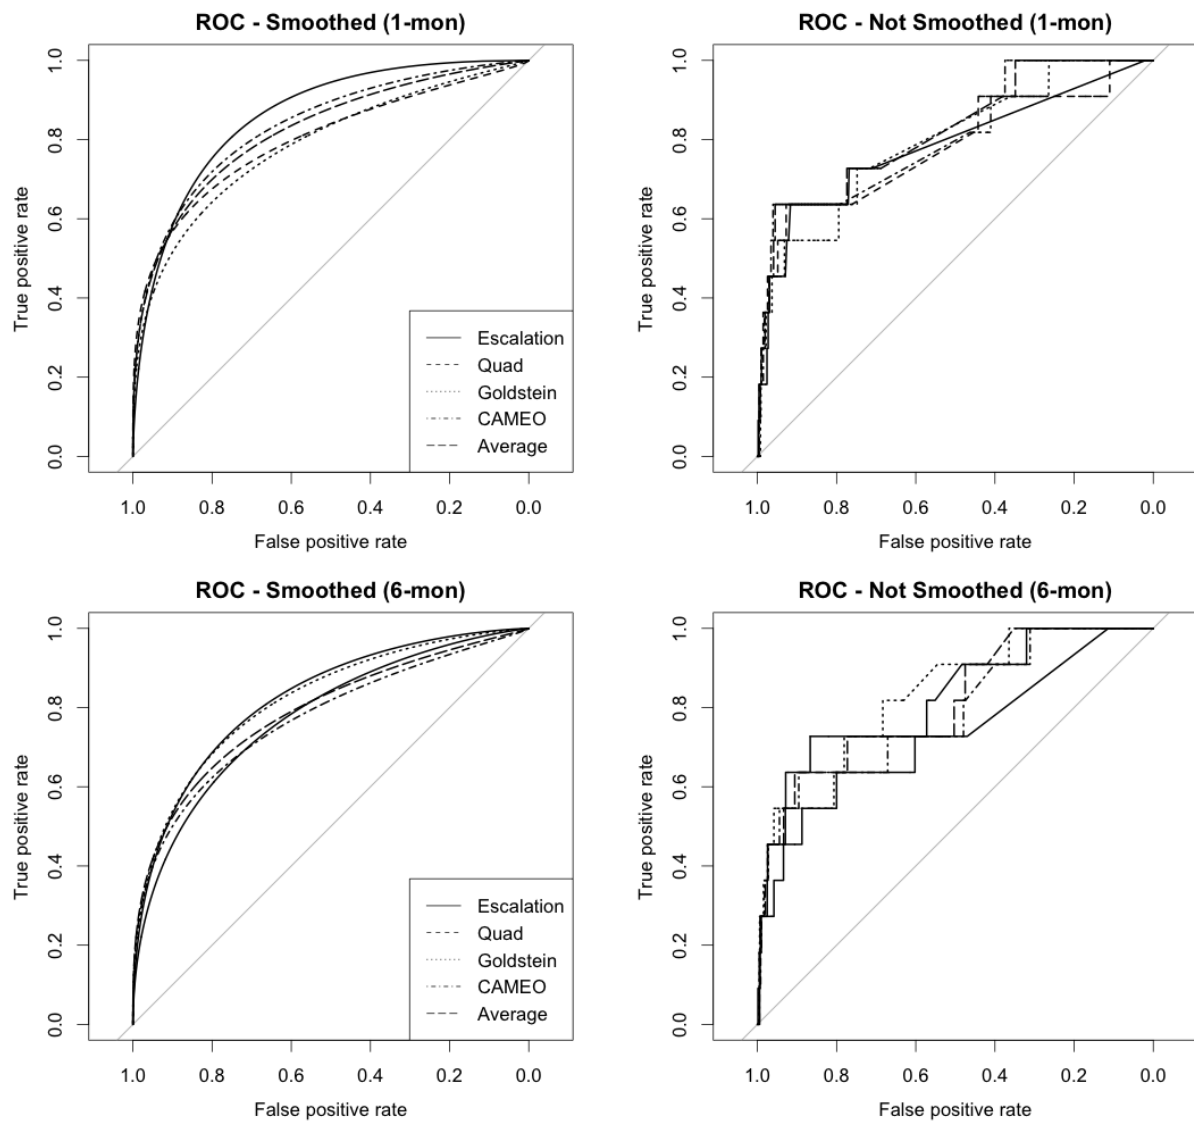 ROC - Smoothed (1-mon)
True positive rate
0.0 0.2 0.4 0.6 0.8 1.0
Escalation
Quad
Goldstein
CAMEO
Average
1.0 0.8 0.6 0.4 0.2 0.0
False positive rate
ROC - Not Smoothed (1-mon)
True positive rate
0.0 0.2 0.4 0.6 0.8 1.0
1.0 0.8 0.6 0.4 0.2 0.0
False positive rate
ROC - Smoothed (6-mon)
True positive rate
0.0 0.2 0.4 0.6 0.8 1.0
Escalation
Quad
Goldstein
CAMEO
Average
1.0 0.8 0.6 0.4 0.2 0.0
False positive rate
ROC - Not Smoothed (6-mon)
True positive rate
0.0 0.2 0.4 0.6 0.8 1.0
1.0 0.8 0.6 0.4 0.2 0.0
False positive rate